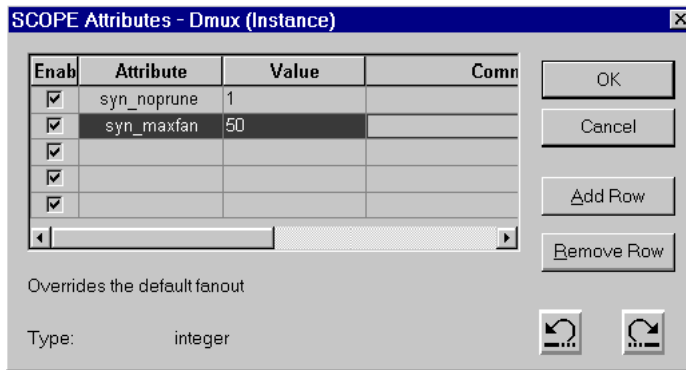 SCOPE Attributes - Dmux (Instance)
Enab Attribute Value Comn
syn_noprune 1
syn_maxfan 50
OK
Cancel
Add Row
Remove Row
Overrides the default fanout
Type: integer